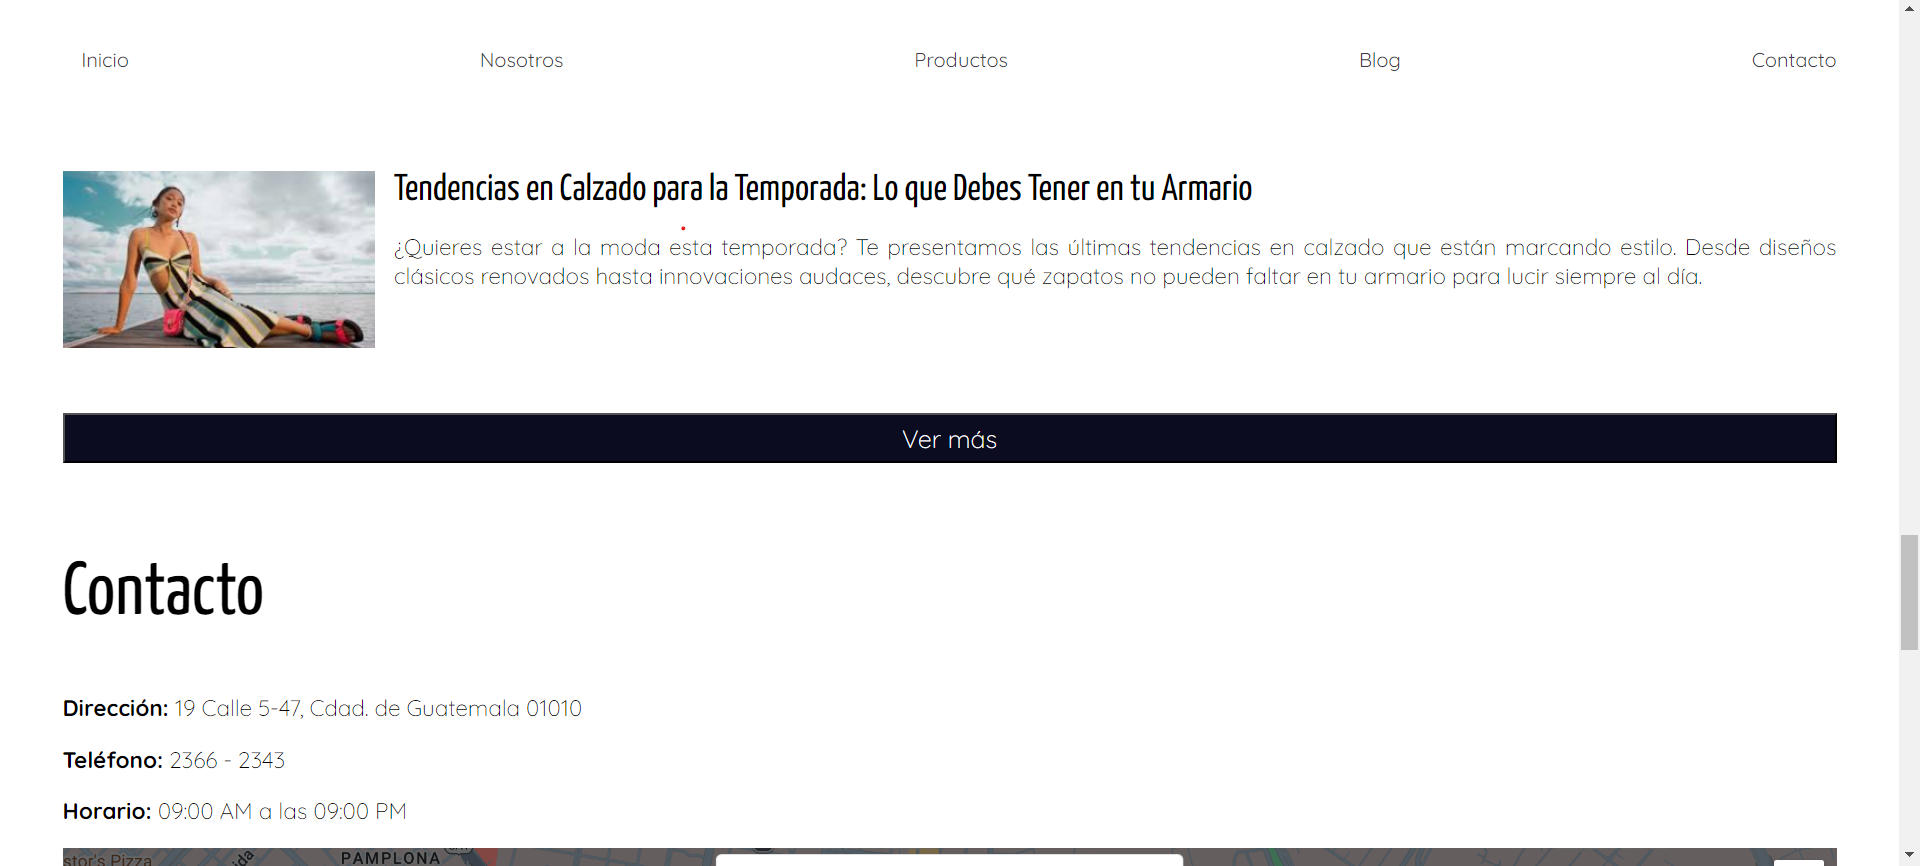 Inicio Nosotros Productos Blog Contacto
Tendencias en Calzado para la Temporada: Lo que Debes Tener en tu Armario
¿Quieres estar a la moda esta temporada? Te presentamos las últimas tendencias en calzado que están marcando estilo. Desde diseños
clásicos renovados hasta innovaciones audaces, descubre qué zapatos no pueden faltar en tu armario para lucir siempre al día.
Ver más
Contacto
Dirección: 19 Calle 5-47, Cdad. de Guatemala 01010
Teléfono: 2366 - 2343
Horario: 09:00 AM a las 09:00 PM
stor's Pizza
PAMPLONA